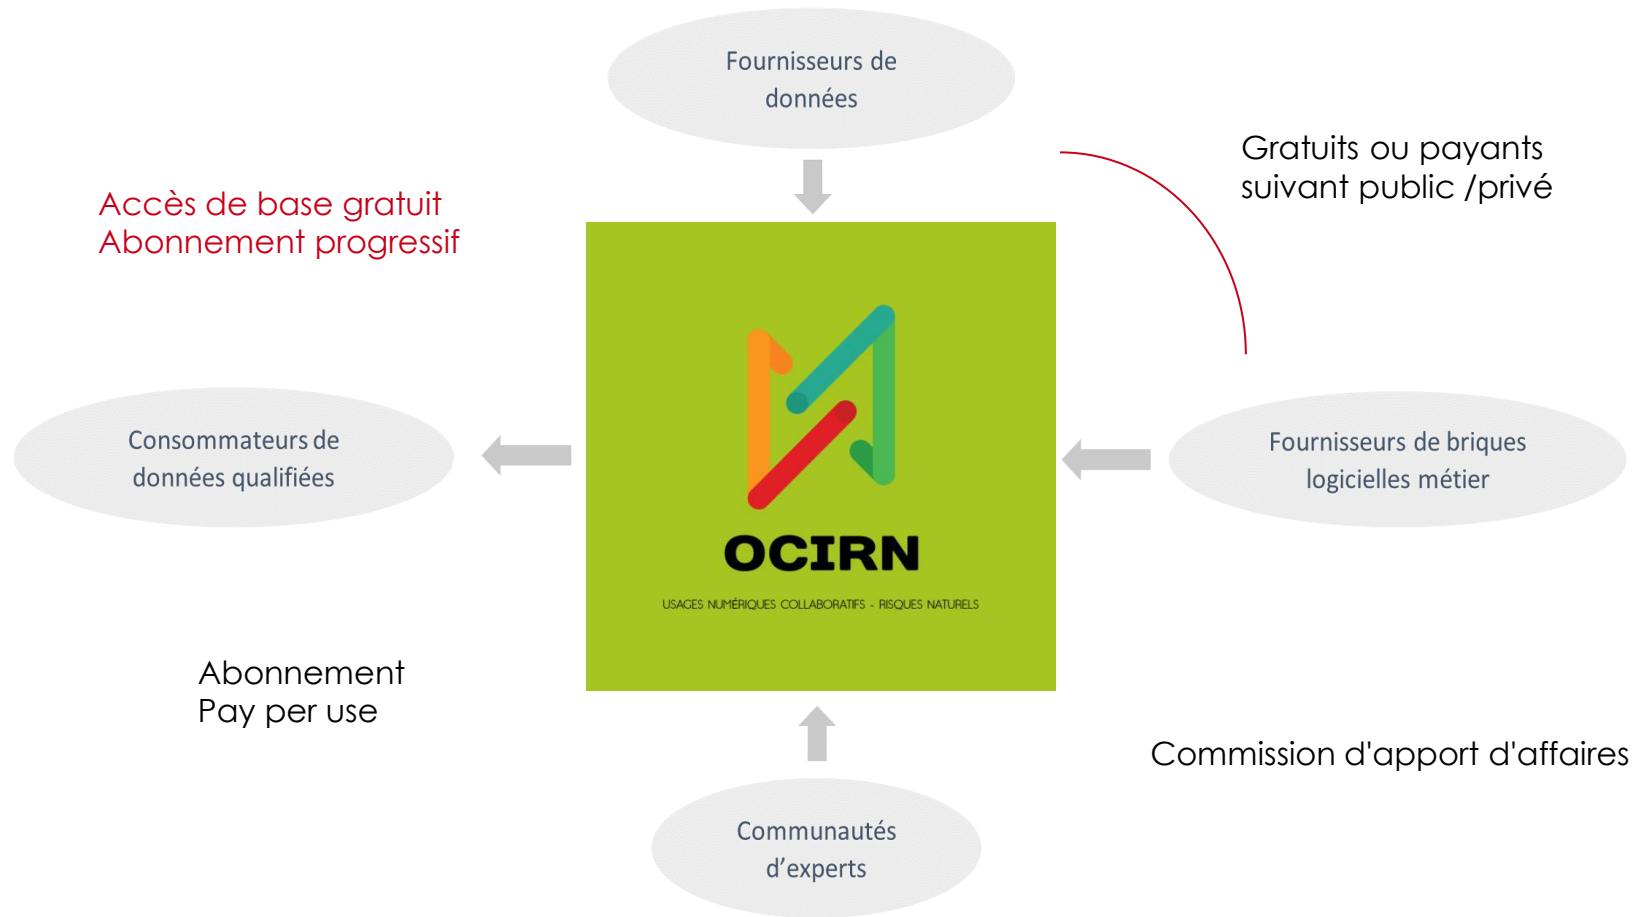 Fournisseurs de
données
Gratuits ou payants
suivant public /privé
Accès de base gratuit
Abonnement progressif
Consommateurs de
données qualifiées
OCIRN
USAGES NUMÉRIQUES COLLABORATIFS - RISQUES NATURELS
Fournisseurs de briques
logicielles métier
Abonnement
Pay per use
Commission d'apport d'affaires
Communautés
d’experts